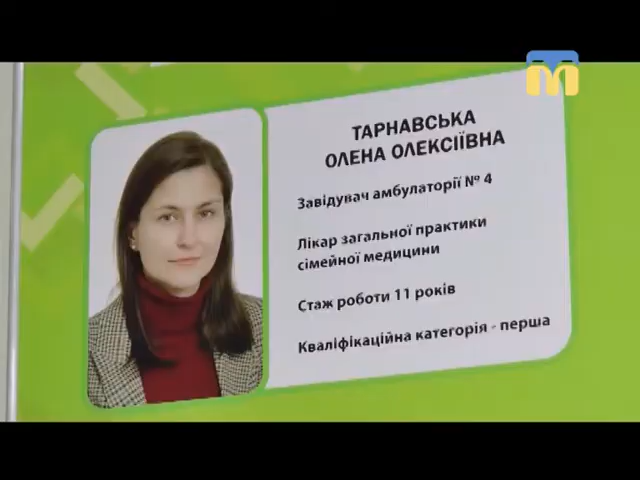 ТАРНАВСЬКА
ОЛЕНА ОЛЕКСІЇВНА
Завідувач амбулаторії № 4
Лікар загальної практики
сімейної медицини
Стаж роботи 11 років
Кваліфікаційна категорія - перша